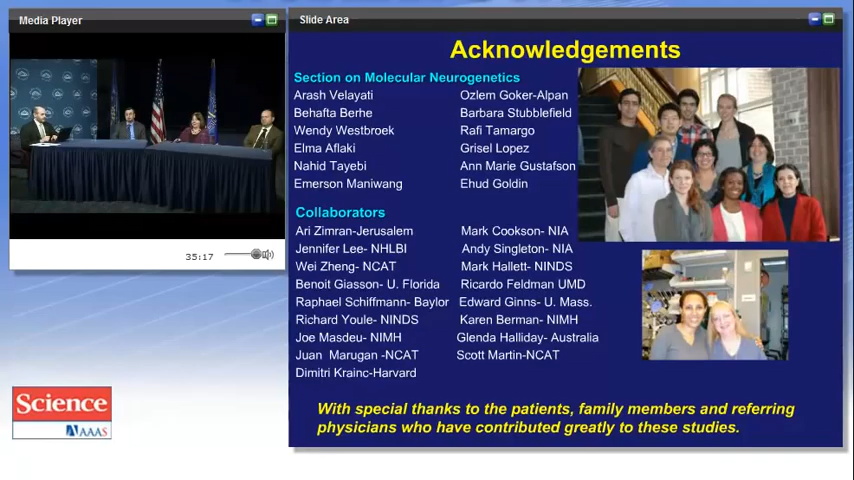 Media Player
35:17
Science
AAAS
Slide Area
Acknowledgements
Section on Molecular Neurogenetics
Arash Velayati Ozlem Goker-Alpan
Behafta Berhe Barbara Stubblefield
Wendy Westbroek Rafi Tamargo
Elma Aflaki Grisel Lopez
Nahid Tayebi Ann Marie Gustafson
Emerson Maniwang Ehud Goldin
Collaborators
Ari Zimran-Jerusalem Mark Cookson- NIA
Jennifer Lee- NHLBI Andy Singleton- NIA
Wei Zheng- NCAT Mark Hallett- NINDS
Benoit Giasson- U. Florida Ricardo Feldman UMD
Raphael Schiffmann- Baylor Edward Ginns- U. Mass.
Richard Youle- NINDS Karen Berman- NIMH
Joe Masdeu- NIMH Glenda Halliday- Australia
Juan Marugan -NCAT Scott Martin-NCAT
Dimitri Krainc-Harvard
With special thanks to the patients, family members and referring
physicians who have contributed greatly to these studies.